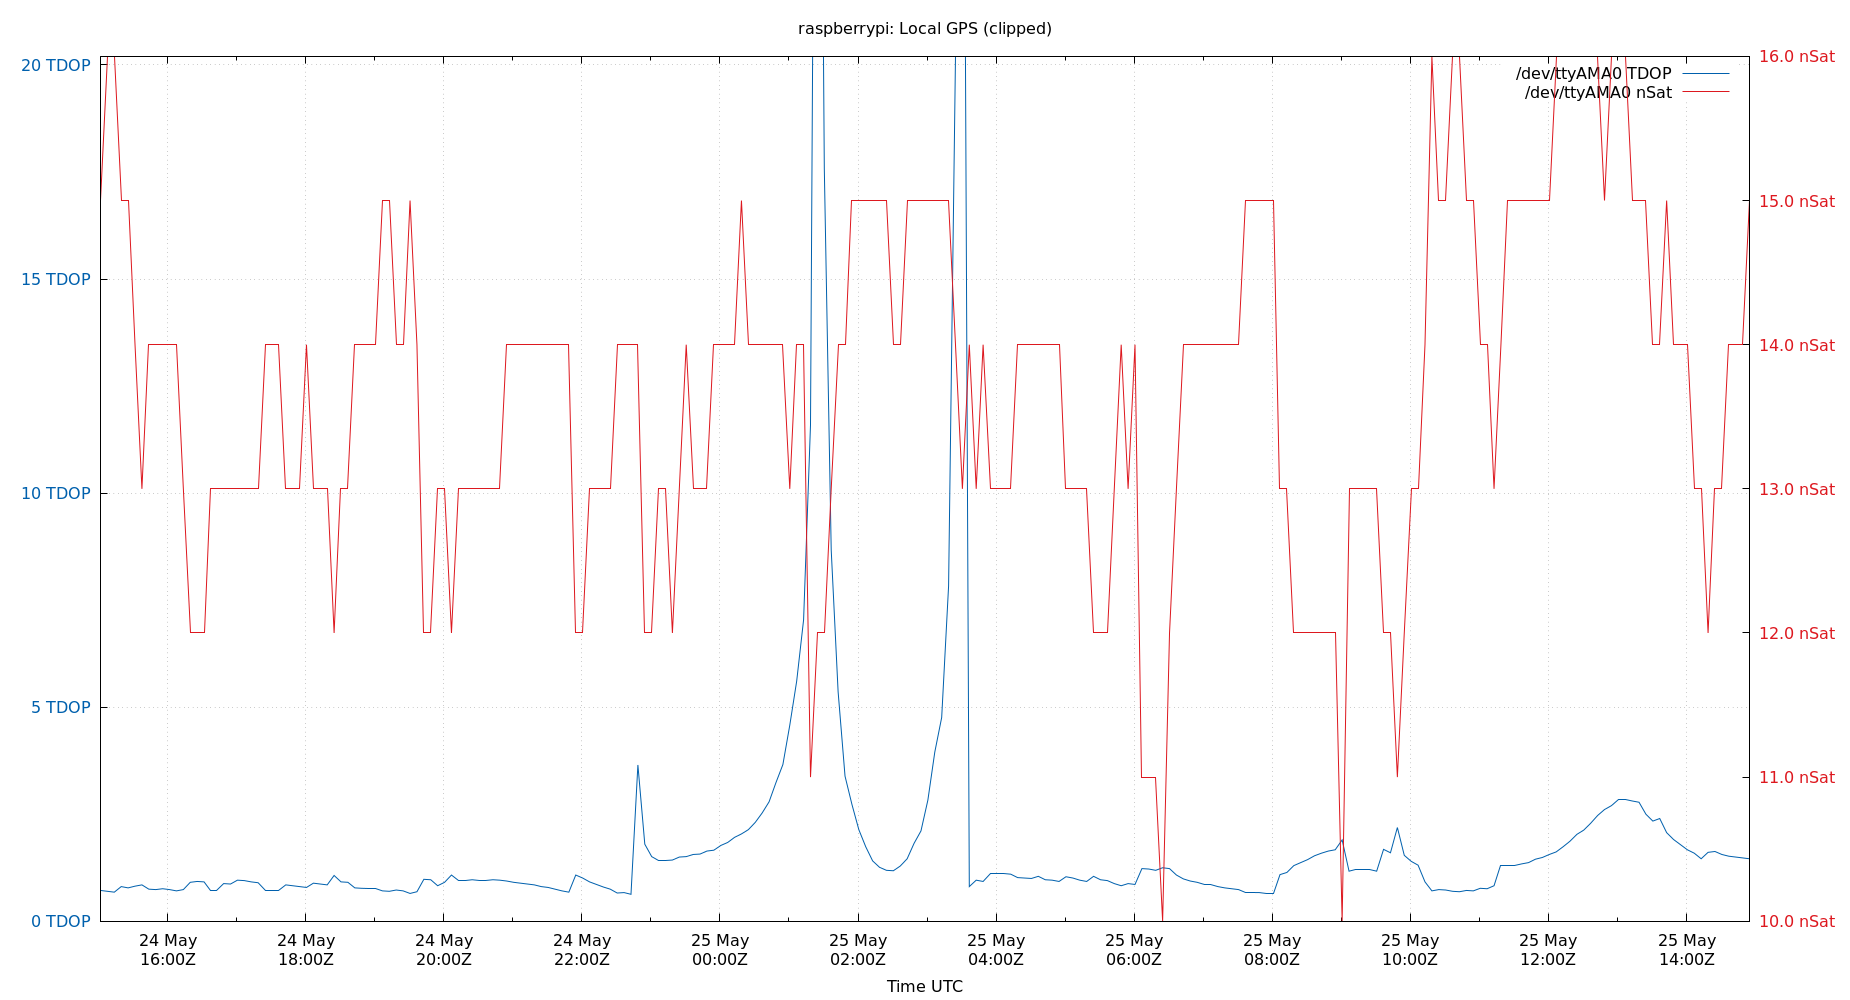 raspberrypi: Local GPS (clipped)
20 TDOP
15 TDOP
10 TDOP
5 TDOP
0 TDOP
16.0 nSat
15.0 nSat
14.0 nSat
13.0 nSat
12.0 nSat
11.0 nSat
10.0 nSat
/dev/ttyAMA0 TDOP
/dev/ttyAMA0 nSat
24 May
16:00Z
24 May
18:00Z
24 May
20:00Z
24 May
22:00Z
25 May
00:00Z
25 May
02:00Z
25 May
04:00Z
25 May
06:00Z
25 May
08:00Z
25 May
10:00Z
25 May
12:00Z
25 May
14:00Z
Time UTC